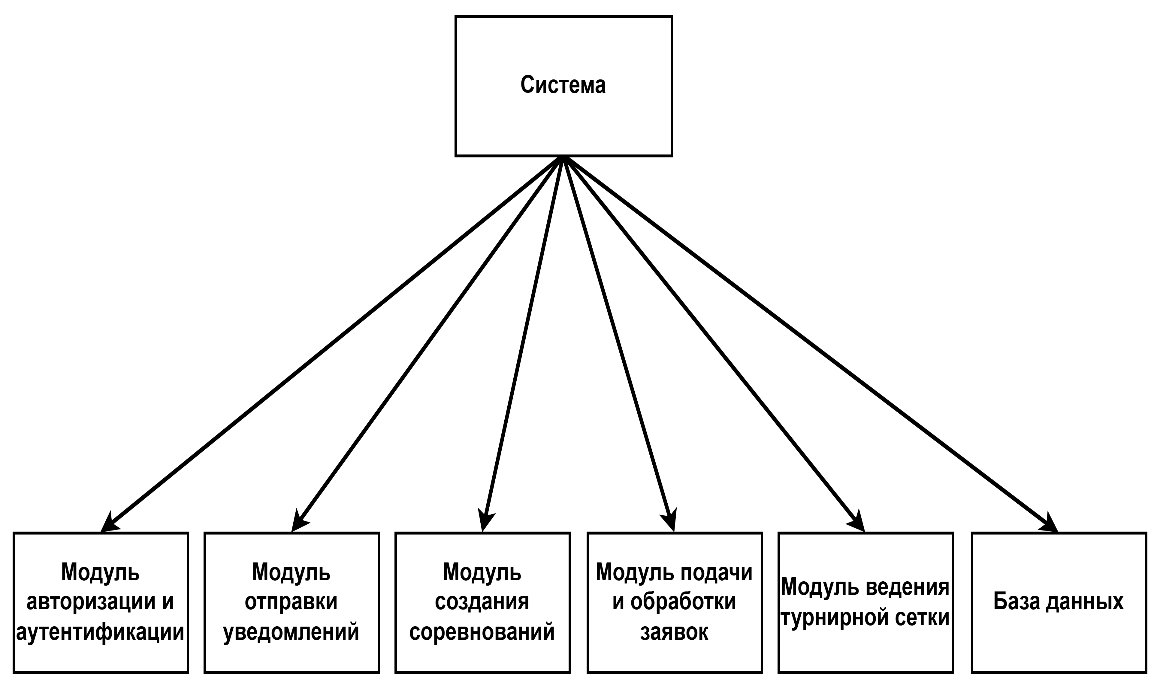 Система
Модуль
авторизации и
аутентификации
Модуль
отправки
уведомлений
Модуль
создания
соревнований
Модуль подачи
и обработки
заявок
Модуль ведения
турнирной сетки
База данных